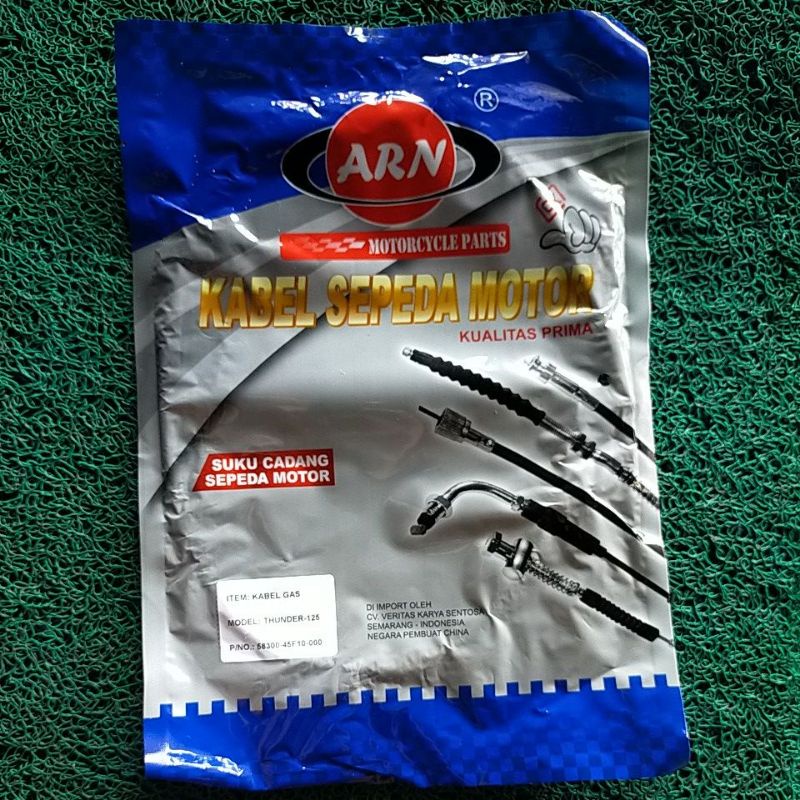 ®
ARN
MOTORCYCLE PARTS
KABEL SEPEDA MOTOR
KUALITAS PRIMA
SUKU CADANG
SEPEDA MOTOR
ITEM: KABEL GAS
MODEL: THUNDER-125
P/NO.: 58300-45F10-000
DI IMPORT OLEH
CV. VERITAS KARYA SENTOSA
SEMARANG - INDONESIA
NEGARA PEMBUAT CHINA